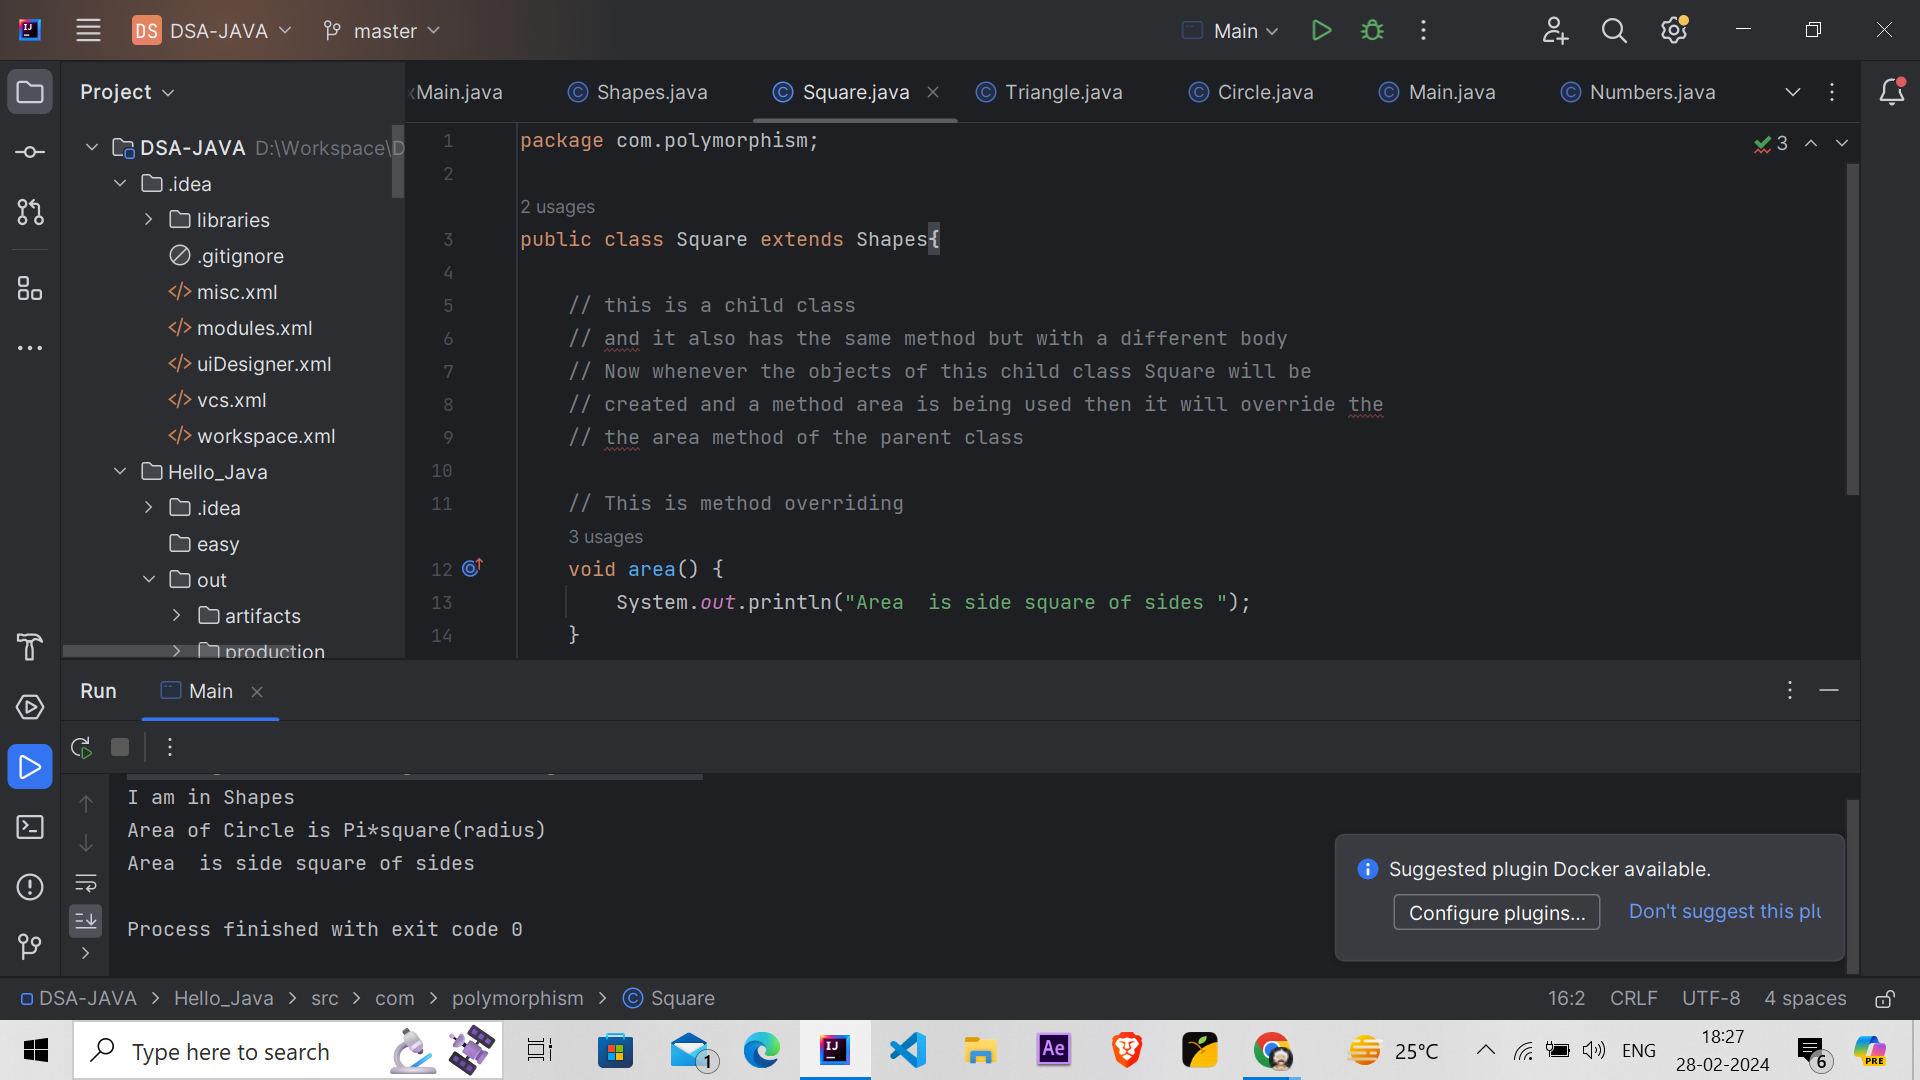 DS DSA-JAVA master Main
Project
Main.java Shapes.java Square.java Triangle.java Circle.java Main.java Numbers.java
DSA-JAVA D:\Workspace\D
.idea
libraries
.gitignore
misc.xml
modules.xml
uiDesigner.xml
vcs.xml
workspace.xml
Hello_Java
.idea
easy
out
artifacts
production
3
1 package com.polymorphism;
2
2 usages
3 public class Square extends Shapes{
4
5 // this is a child class
6 // and it also has the same method but with a different body
7 // Now whenever the objects of this child class Square will be
8 // created and a method area is being used then it will override the
9 // the area method of the parent class
10
11 // This is method overriding
3 usages
12 void area() {
13 System.out.println("Area  is side square of sides ");
14 }
Run Main
I am in Shapes
Area of Circle is Pi*square(radius)
Area  is side square of sides
Process finished with exit code 0
Suggested plugin Docker available.
Configure plugins... Don't suggest this plu
DSA-JAVA > Hello_Java > src > com > polymorphism > Square
16:2 CRLF UTF-8 4 spaces
Type here to search
1
Ae
25°C
ENG
18:27
28-02-2024
6
PRE